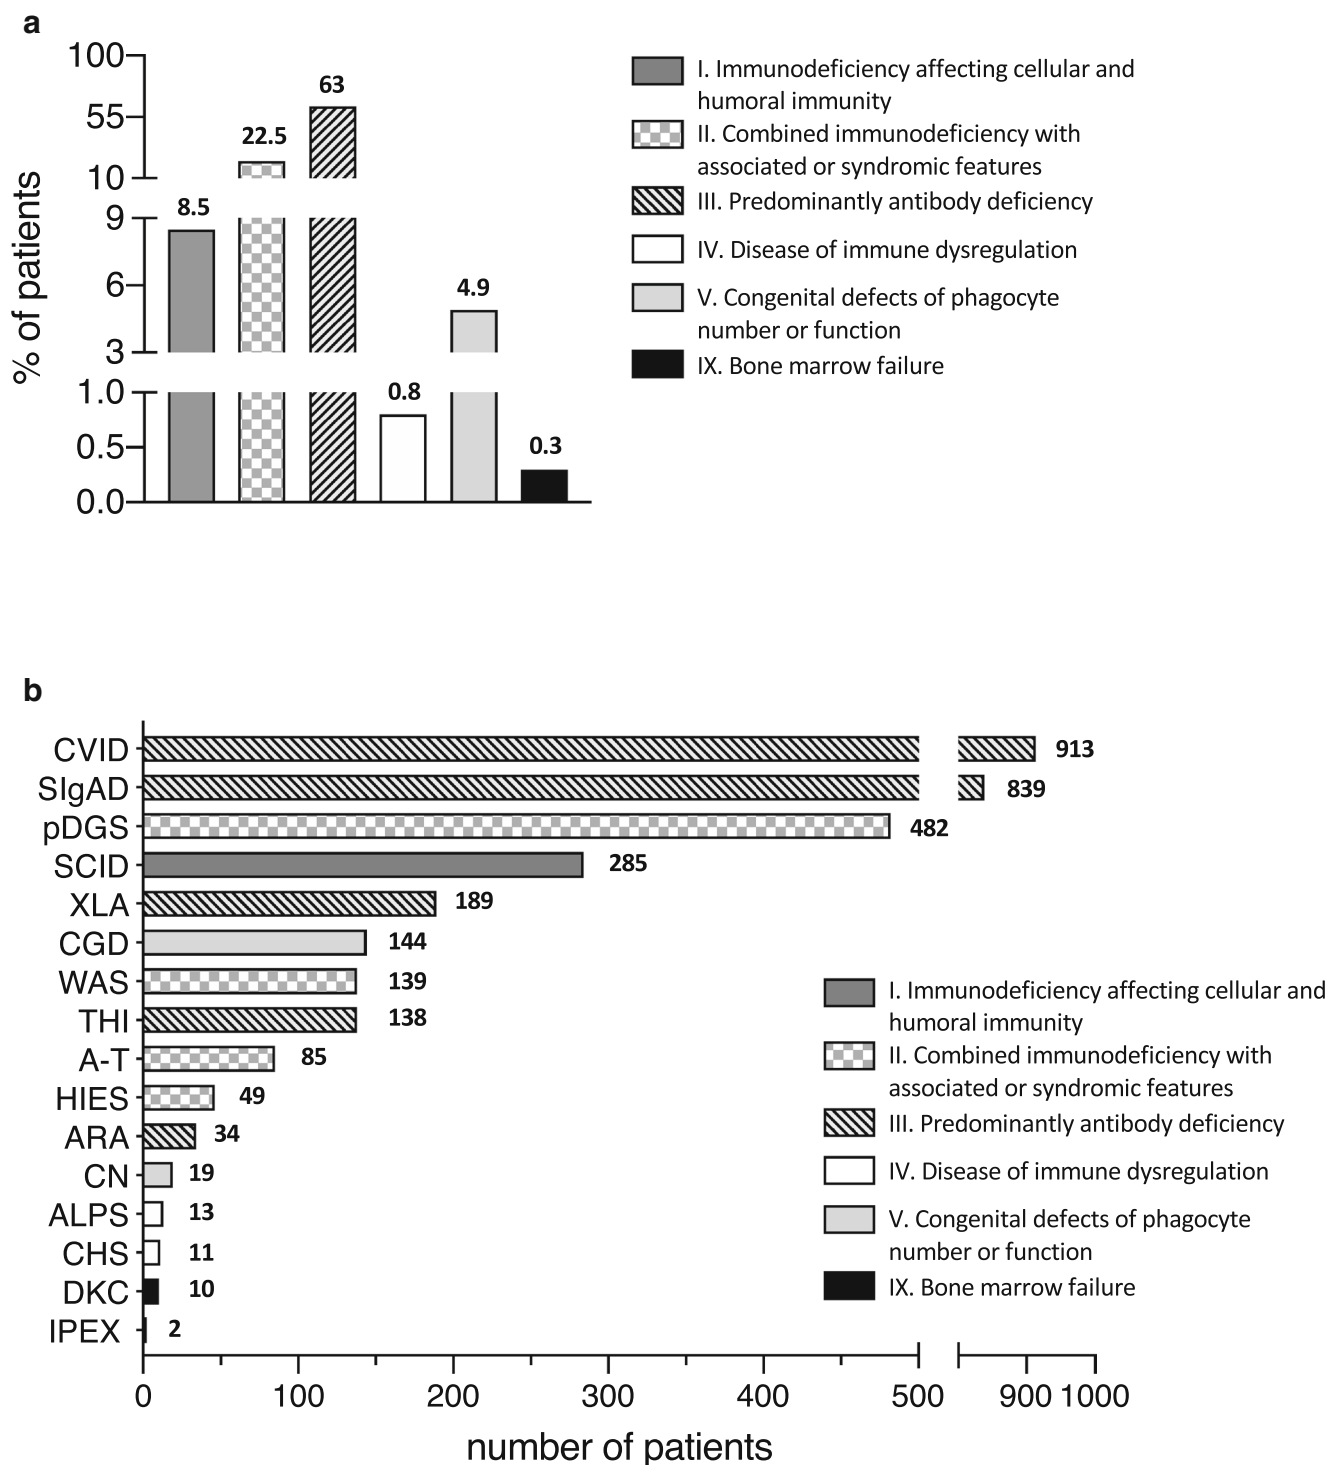 a
100
55
10
9
6
3
1.0
0.5
0.0
% of patients
8.5
22.5
63
0.8
4.9
0.3
I. Immunodeficiency affecting cellular and
humoral immunity
II. Combined immunodeficiency with
associated or syndromic features
III. Predominantly antibody deficiency
IV. Disease of immune dysregulation
V. Congenital defects of phagocyte
number or function
IX. Bone marrow failure
b
CVID 913
SIgAD 839
pDGS 482
SCID 285
XLA 189
CGD 144
WAS 139
THI 138
A-T 85
HIES 49
ARA 34
CN 19
ALPS 13
CHS 11
DKC 10
IPEX 2
I. Immunodeficiency affecting cellular and
humoral immunity
II. Combined immunodeficiency with
associated or syndromic features
III. Predominantly antibody deficiency
IV. Disease of immune dysregulation
V. Congenital defects of phagocyte
number or function
IX. Bone marrow failure
0 100 200 300 400 500 900 1000
number of patients